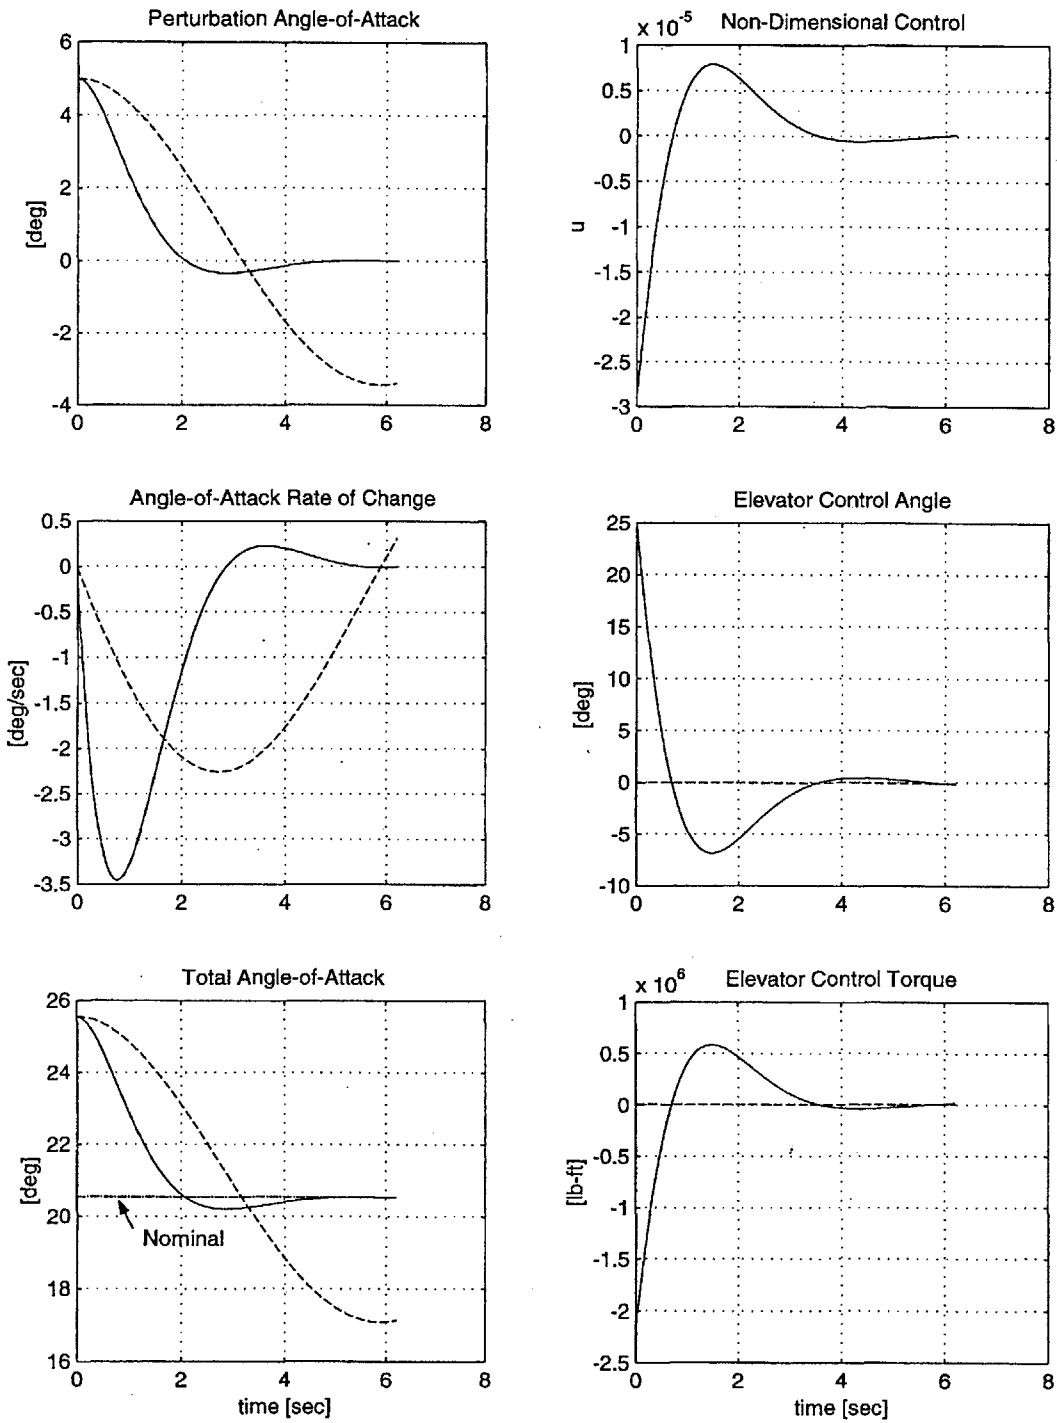 Perturbation Angle-of-Attack
6
4
2
0
-2
-4
[deg]
0 2 4 6 8
x 10^-5 Non-Dimensional Control
1
0.5
0
-0.5
-1
-1.5
-2
-2.5
-3
u
0 2 4 6 8
Angle-of-Attack Rate of Change
0.5
0
-0.5
-1
-1.5
-2
-2.5
-3
-3.5
[deg/sec]
0 2 4 6 8
Elevator Control Angle
25
20
15
10
5
0
-5
-10
[deg]
0 2 4 6 8
Total Angle-of-Attack
26
24
22
20
18
16
[deg]
Nominal
0 2 4 6 8
time [sec]
x 10^6 Elevator Control Torque
1
0.5
0
-0.5
-1
-1.5
-2
-2.5
[lb-ft]
0 2 4 6 8
time [sec]